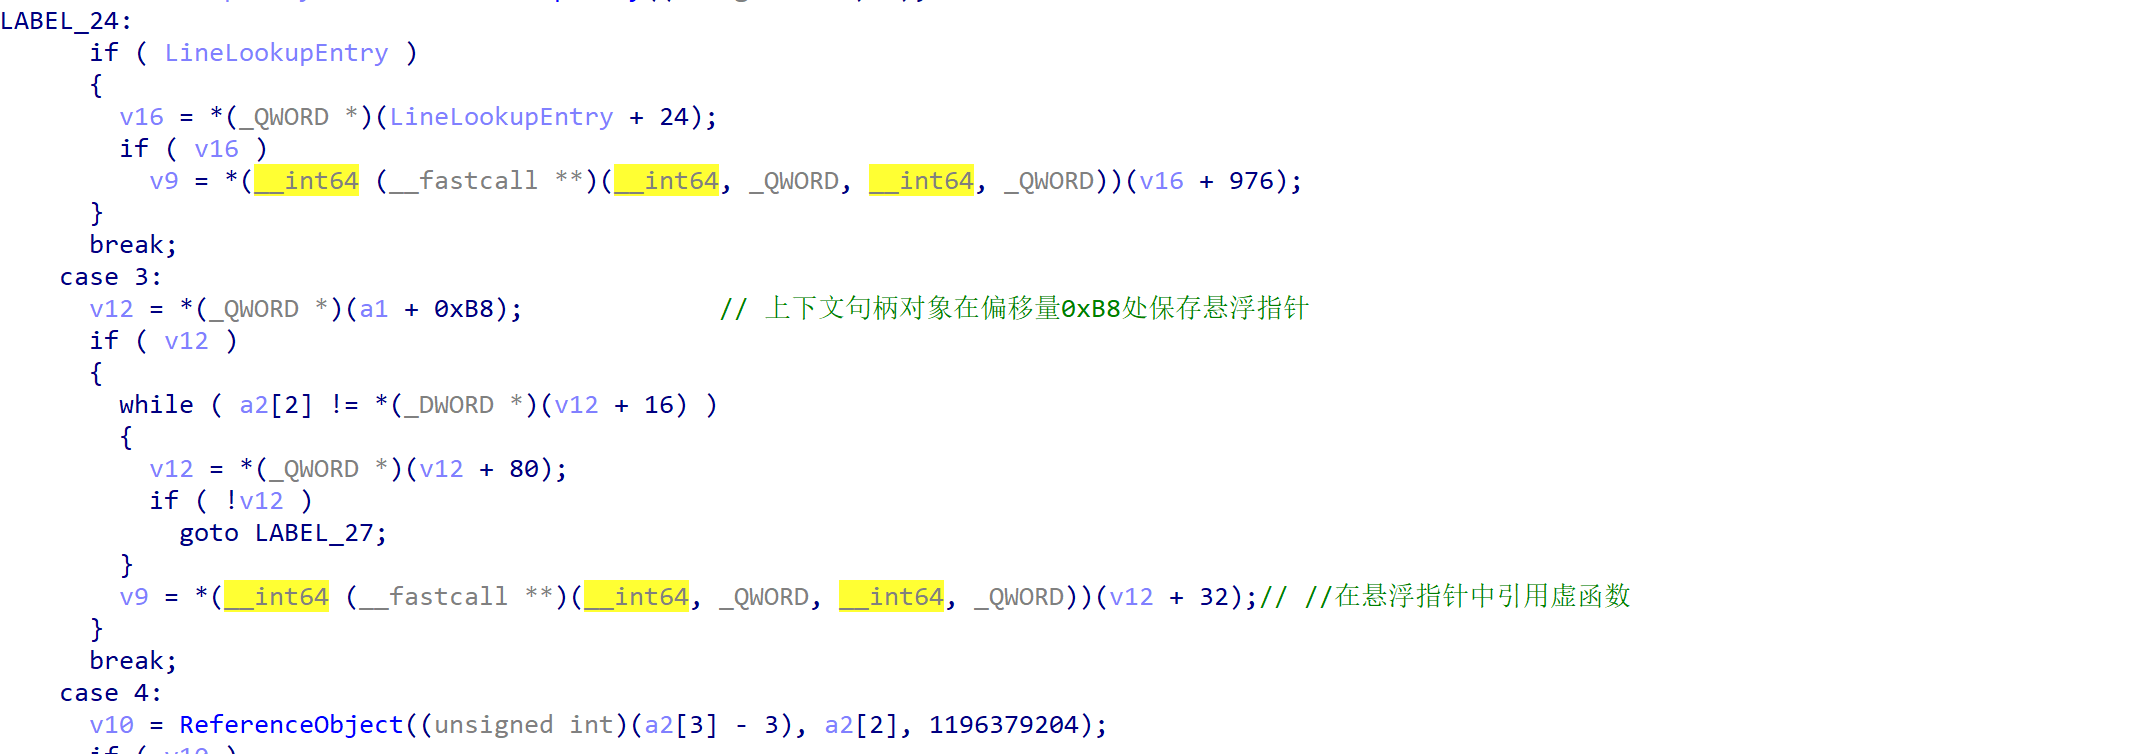 LABEL_24:
if ( LineLookupEntry )
{
v16 = *(_QWORD *)(LineLookupEntry + 24);
if ( v16 )
v9 = *(__int64 (__fastcall **)(__int64, _QWORD, __int64, _QWORD))(v16 + 976);
}
break;
case 3:
v12 = *(_QWORD *)(a1 + 0xB8); // 上下文句柄对象在偏移量0xB8处保存悬浮指针
if ( v12 )
{
while ( a2[2] != *(_DWORD *)(v12 + 16) )
{
v12 = *(_QWORD *)(v12 + 80);
if ( !v12 )
goto LABEL_27;
}
v9 = *(__int64 (__fastcall **)(__int64, _QWORD, __int64, _QWORD))(v12 + 32);// //在悬浮指针中引用虚函数
}
break;
case 4:
v10 = ReferenceObject((unsigned int)(a2[3] - 3), a2[2], 1196379204);